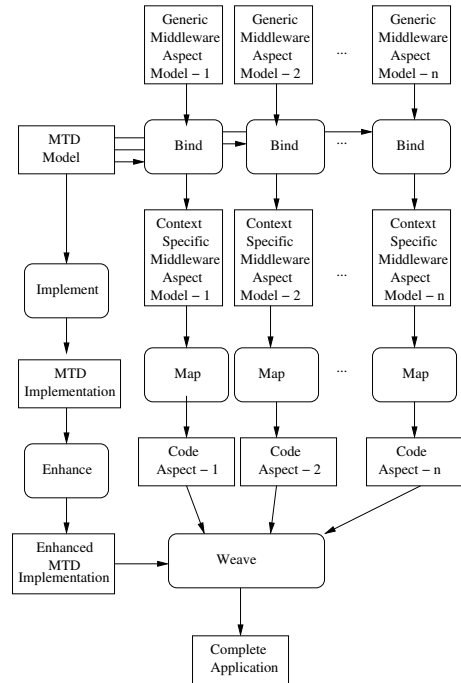 Generic
Middleware
Aspect
Model − 1
Generic
Middleware
Aspect
Model − 2
...
Generic
Middleware
Aspect
Model − n
MTD
Model
Bind
Bind
...
Bind
Context
Specific
Middleware
Aspect
Model − 1
Context
Specific
Middleware
Aspect
Model − 2
...
Context
Specific
Middleware
Aspect
Model − n
Implement
MTD
Implementation
Map
Map
...
Map
Enhance
Code
Aspect − 1
Code
Aspect − 2
Code
Aspect − n
Enhanced
MTD
Implementation
Weave
Complete
Application